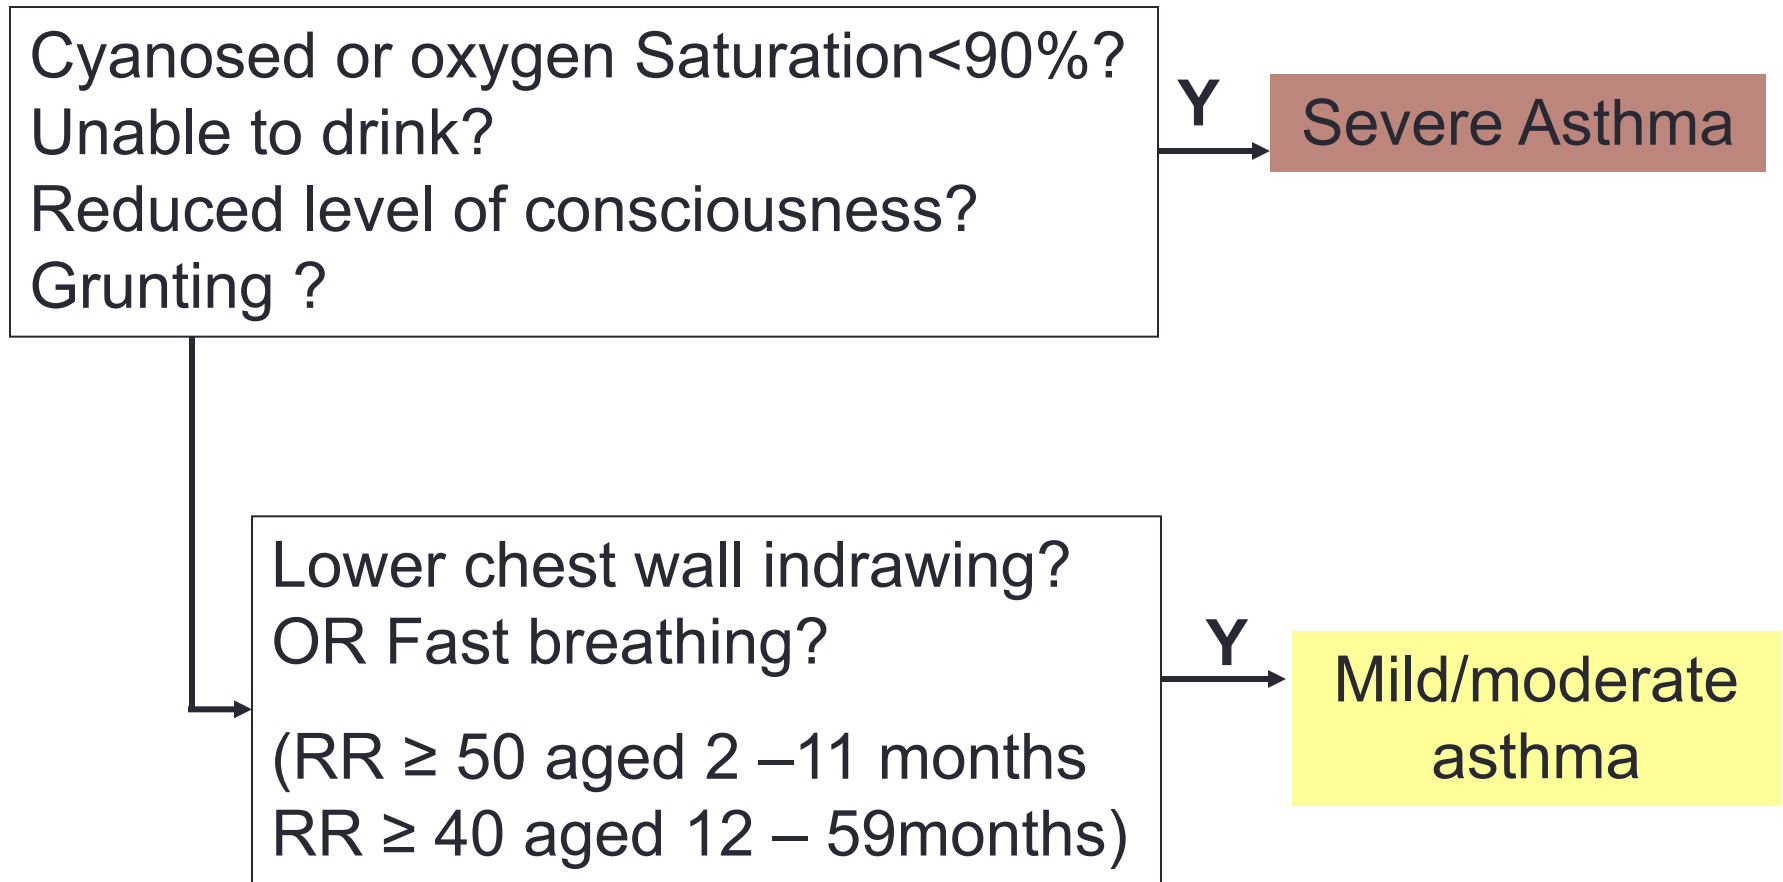 Cyanosed or oxygen Saturation<90%?
Unable to drink?
Reduced level of consciousness?
Grunting ?
Y
Severe Asthma
Lower chest wall indrawing?
OR Fast breathing?
(RR ≥ 50 aged 2 –11 months
RR ≥ 40 aged 12 – 59months)
Y
Mild/moderate
asthma